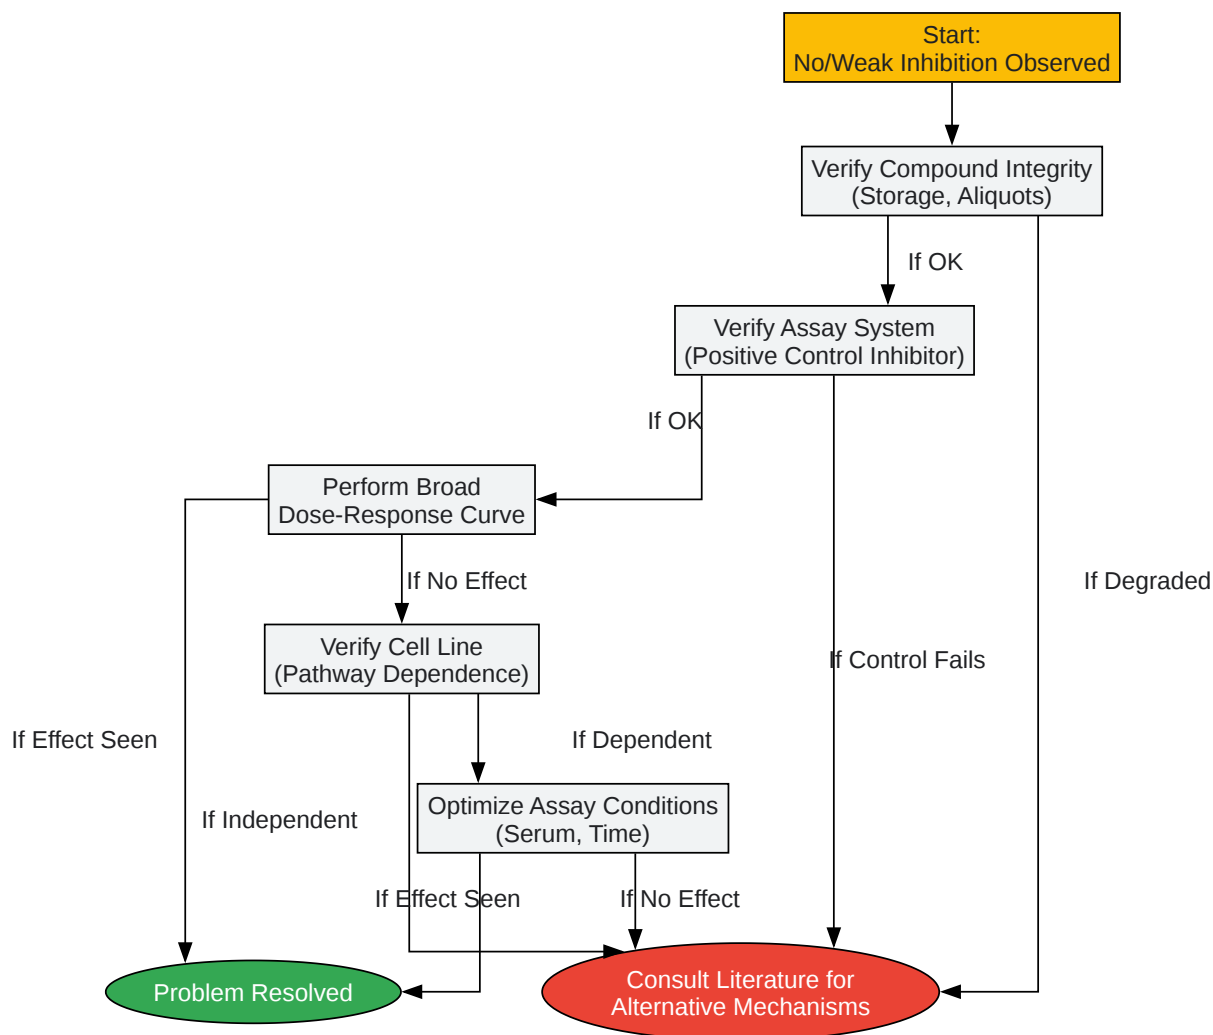 Start:
No/Weak Inhibition Observed
Verify Compound Integrity
(Storage, Aliquots)
If OK
Verify Assay System
(Positive Control Inhibitor)
If OK
Perform Broad
Dose-Response Curve
If No Effect
If Degraded
Verify Cell Line
(Pathway Dependence)
If Control Fails
If Effect Seen
If Dependent
Optimize Assay Conditions
(Serum, Time)
If Independent
If Effect Seen
If No Effect
Problem Resolved
Consult Literature for
Alternative Mechanisms